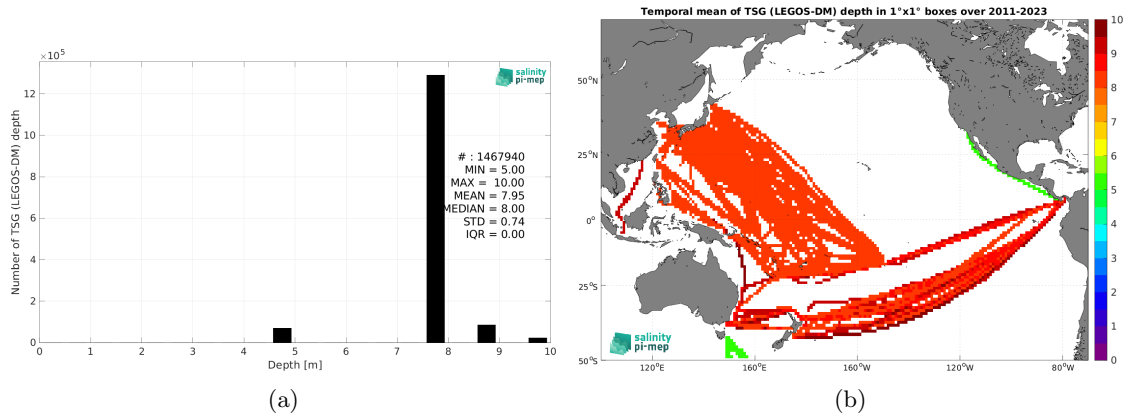 ×10⁵
Number of TSG (LEGOS-DM) depth
12
10
8
6
4
2
0
0 1 2 3 4 5 6 7 8 9 10
Depth [m]
salinity
pi-mep
# : 1467940
MIN = 5.00
MAX = 10.00
MEAN = 7.95
MEDIAN = 8.00
STD = 0.74
IQR = 0.00
(a)
Temporal mean of TSG (LEGOS-DM) depth in 1°x1° boxes over 2011-2023
50°N
25°N
0°
25°S
50°S
120°E 160°E 160°W 120°W 80°W
salinity
pi-mep
10
9
8
7
6
5
4
3
2
1
0
(b)